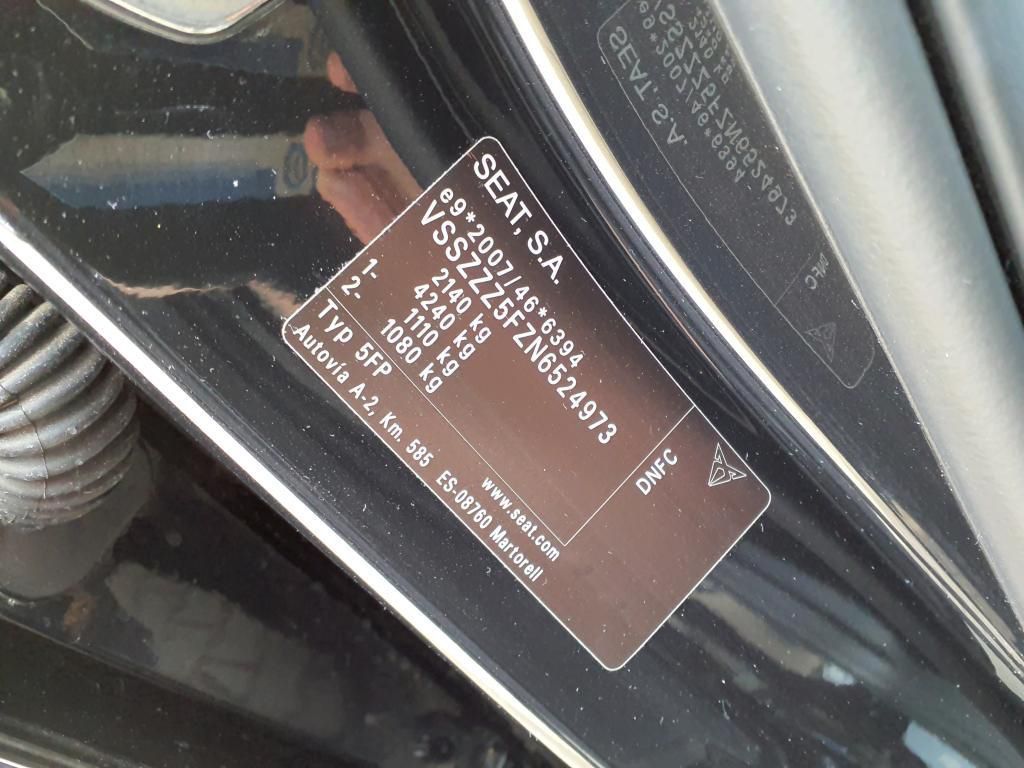 SEAT, S.A.
e9*2007/46*6394
VSSZZZ5FZN6524973
2140 kg
4240 kg
1- 1110 kg
2- 1080 kg
Typ 5FP
DNFC
www.seat.com
Autovía A-2, Km. 585 ES-08760 Martorell